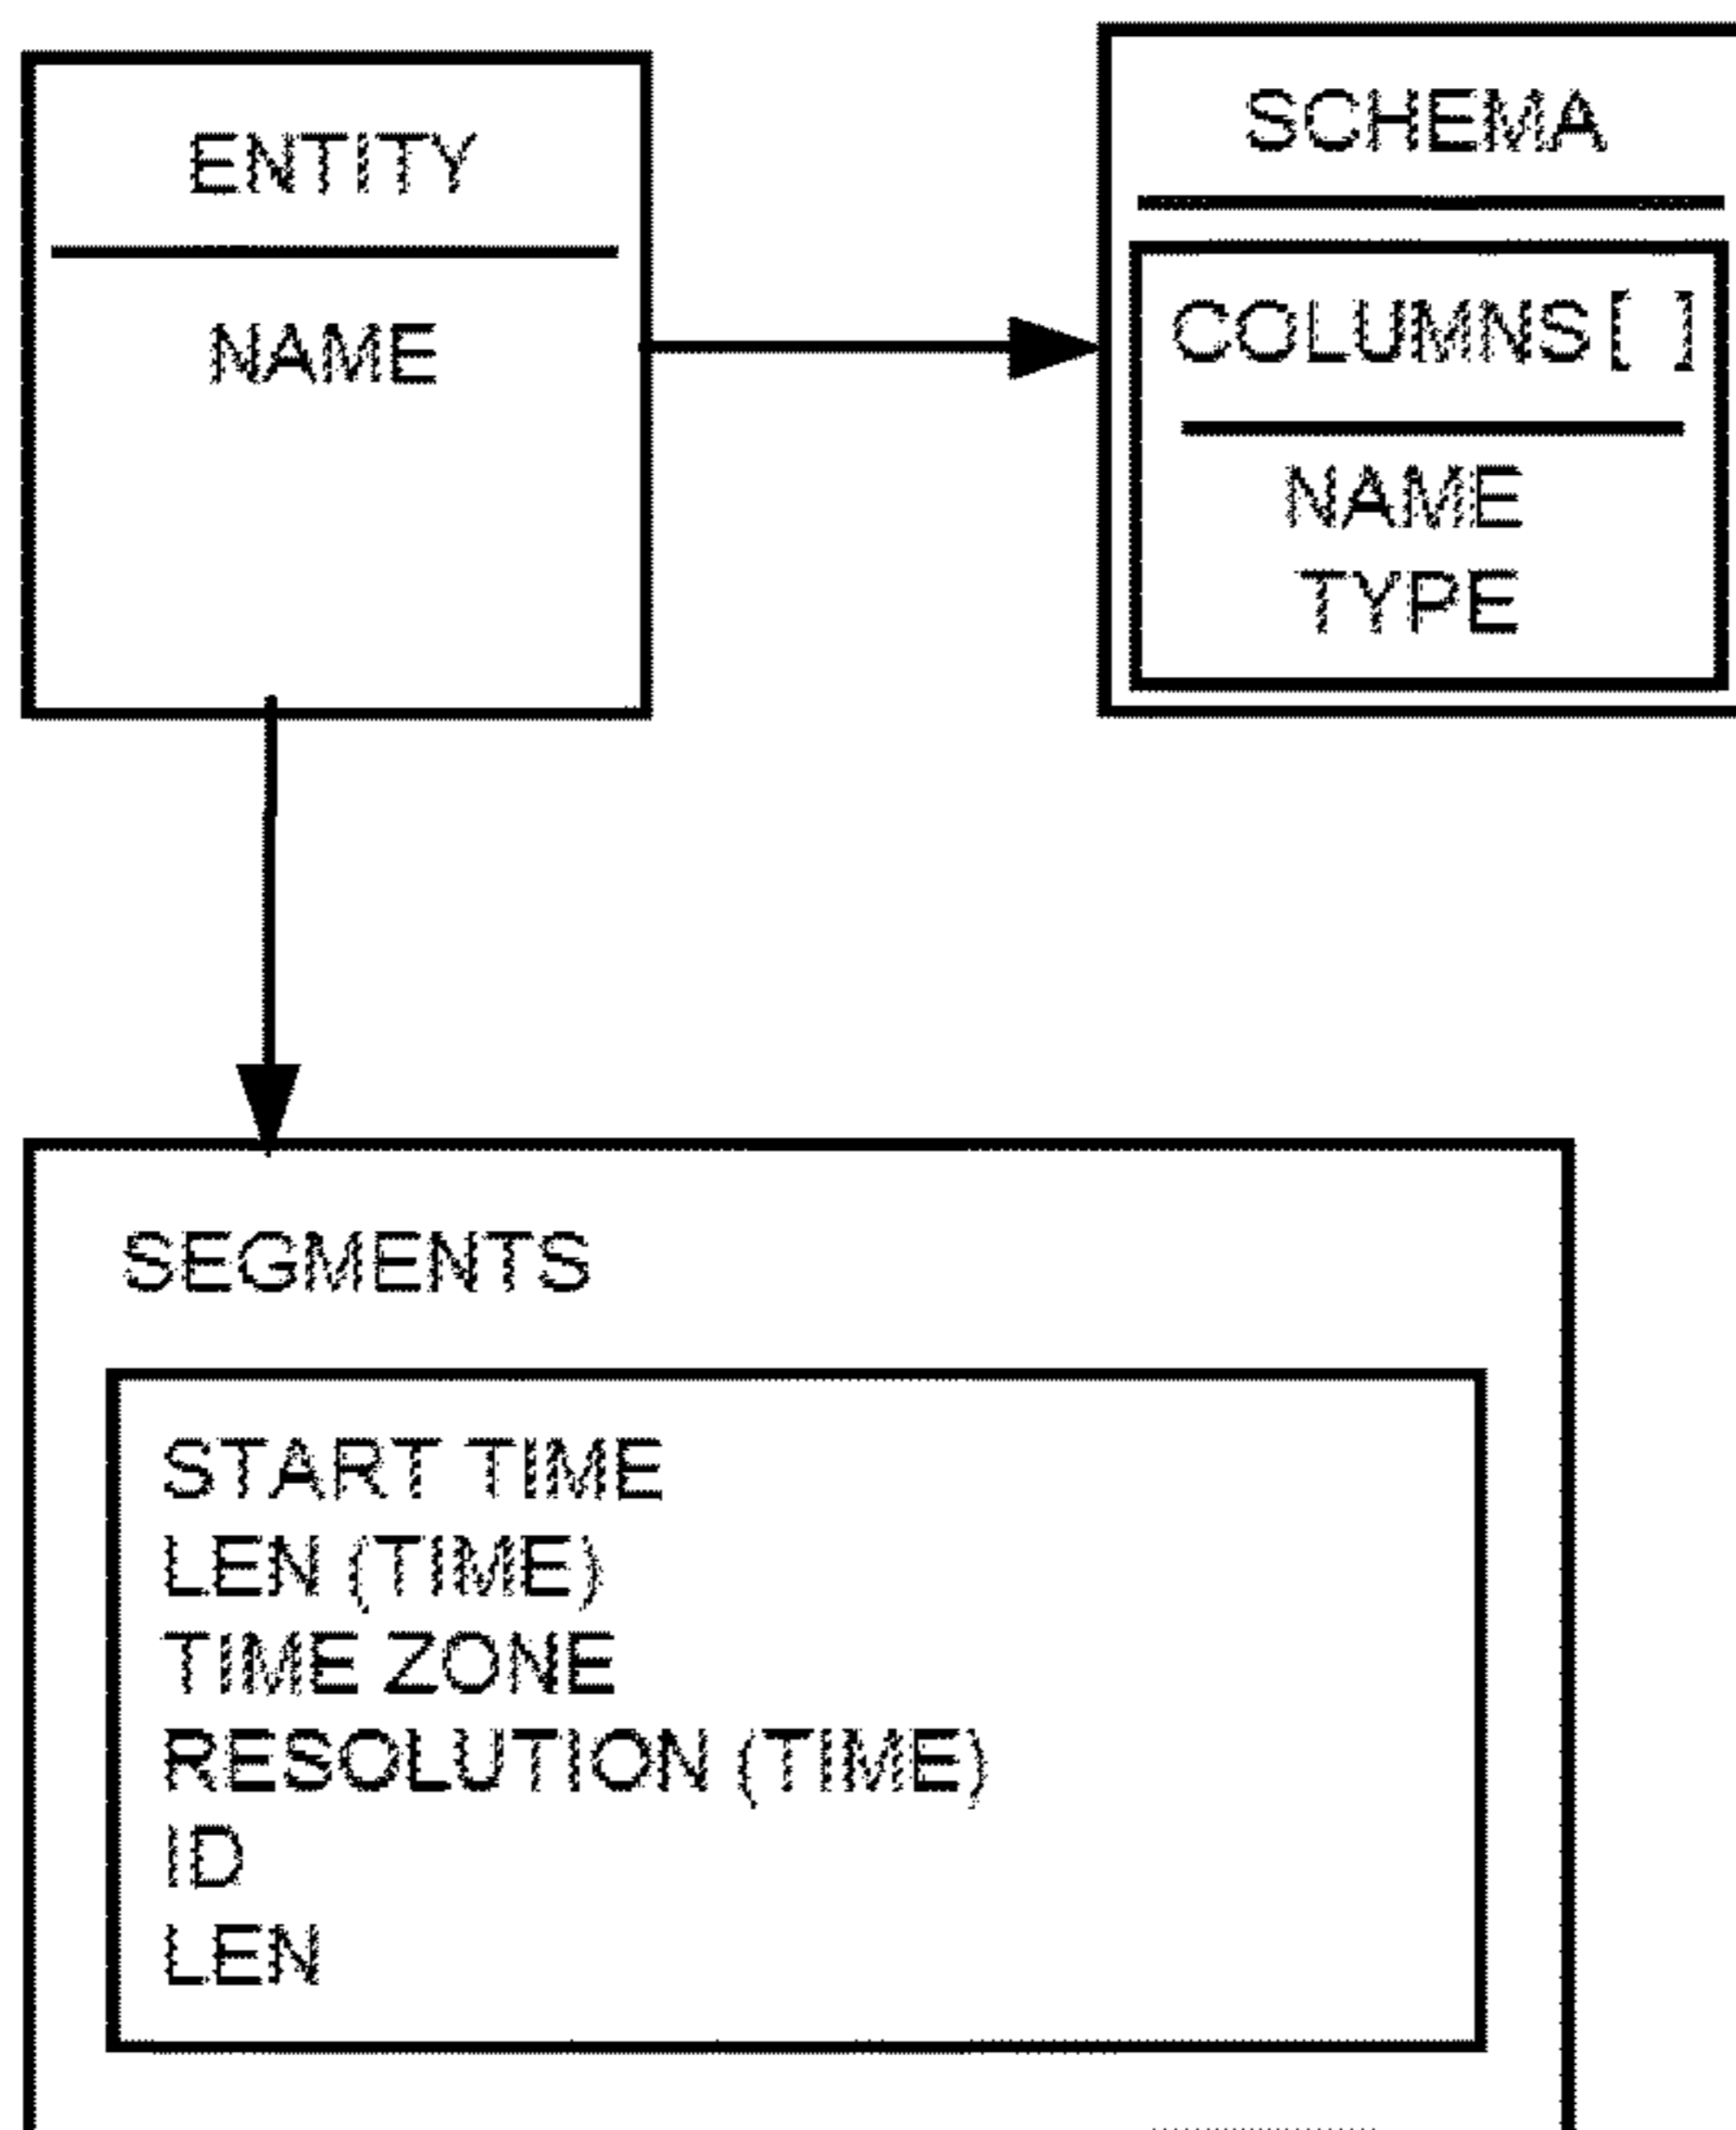 ENTITY
NAME
SCHEMA
COLUMNS[ ]
NAME
TYPE
SEGMENTS
START TIME
LEN (TIME)
TIME ZONE
RESOLUTION (TIME)
ID
LEN